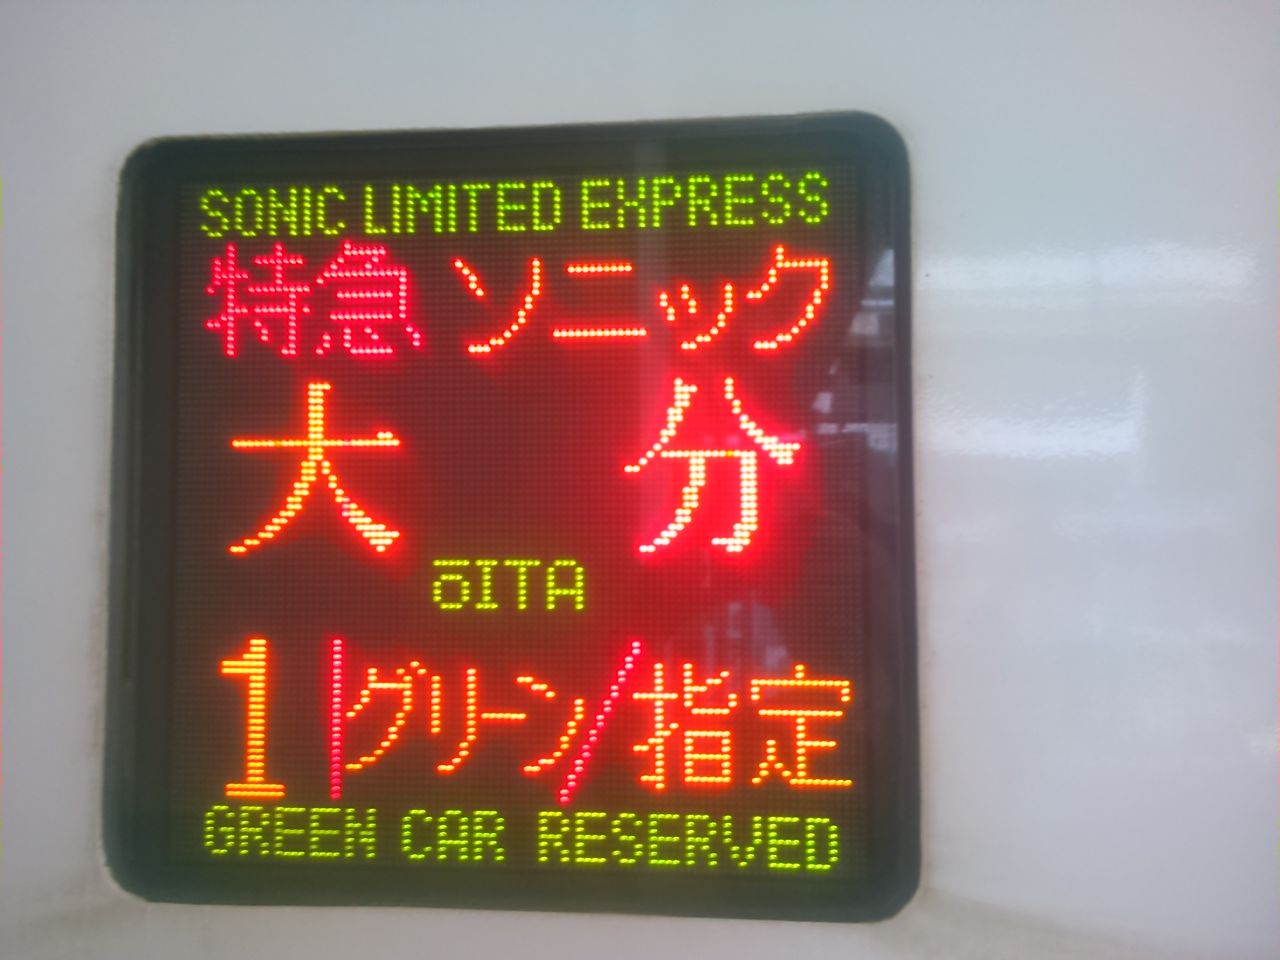 SONIC LIMITED EXPRESS
特急 ソニック
大 分
ōITA
1 グリーン/指定
GREEN CAR RESERVED